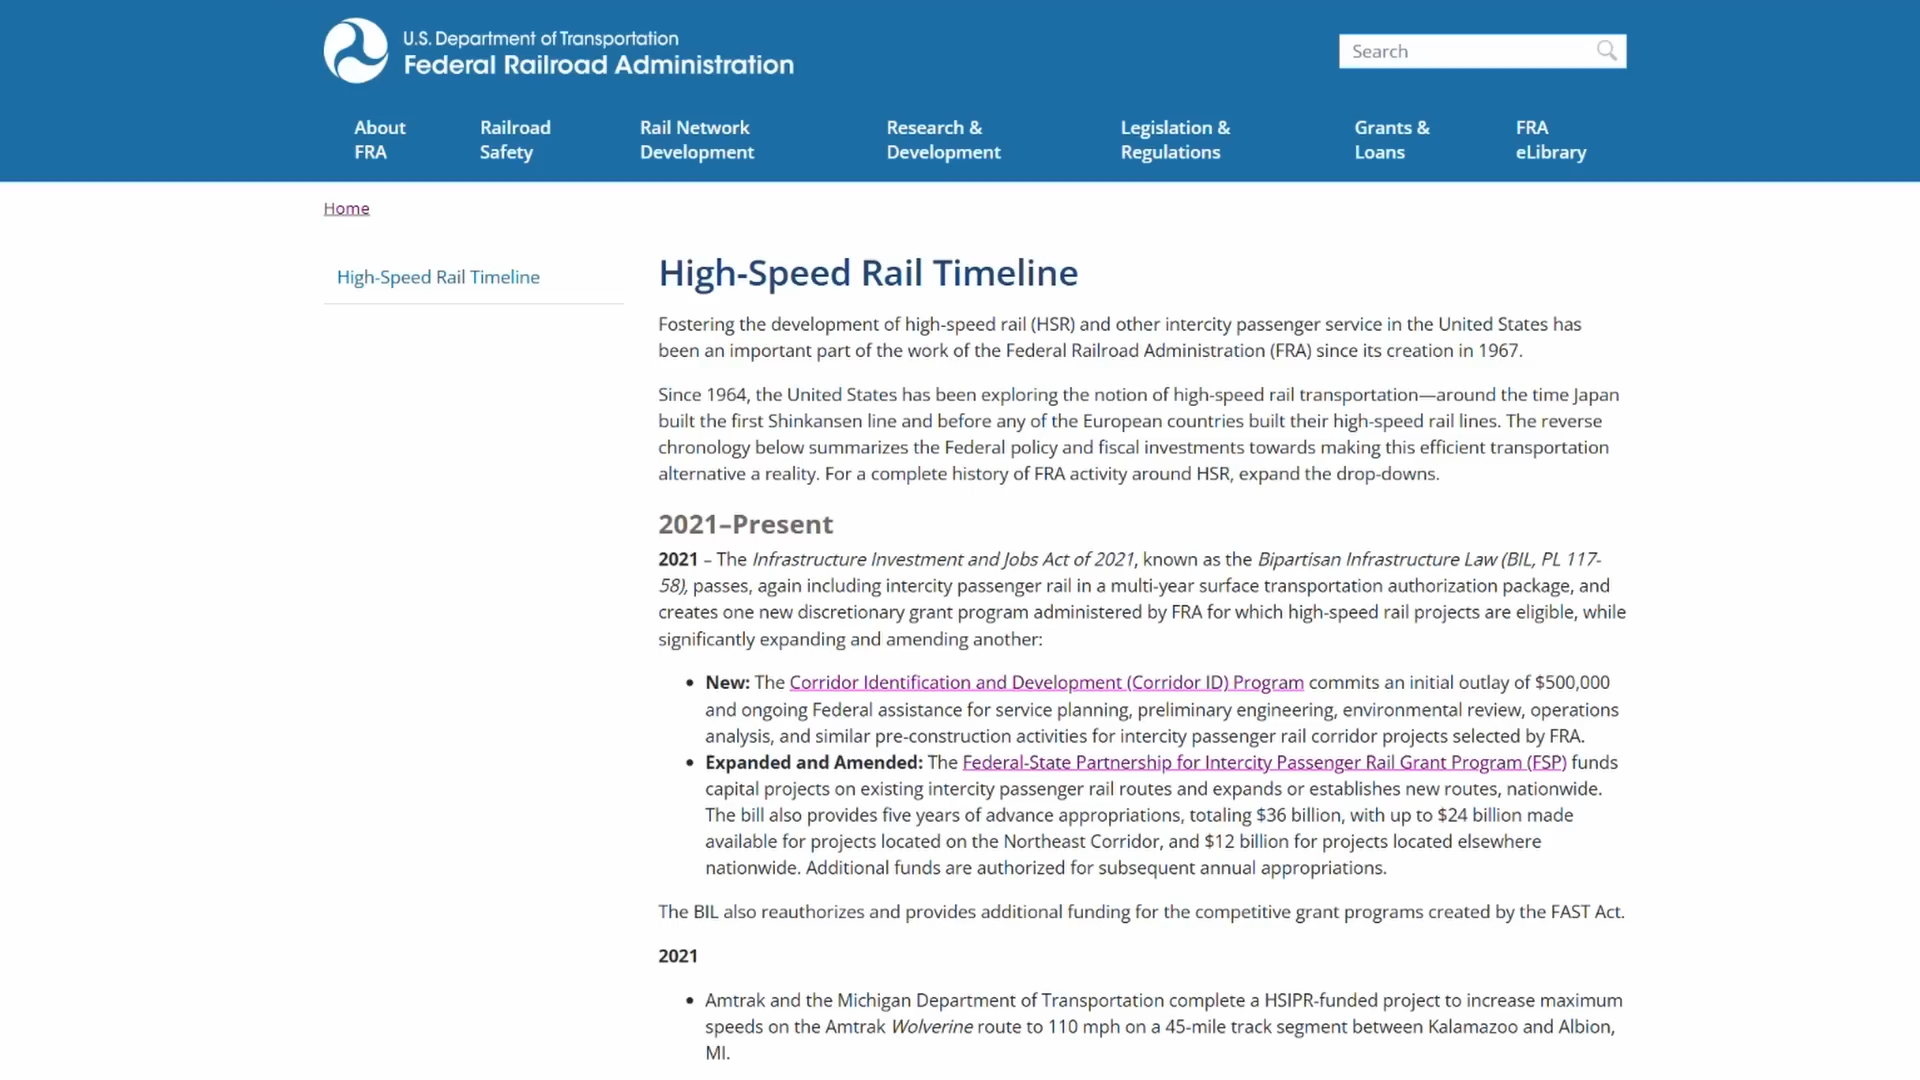 U.S. Department of Transportation
Federal Railroad Administration
Search
About
FRA
Railroad
Safety
Rail Network
Development
Research &
Development
Legislation &
Regulations
Grants &
Loans
FRA
eLibrary
Home
High-Speed Rail Timeline
High-Speed Rail Timeline
Fostering the development of high-speed rail (HSR) and other intercity passenger service in the United States has
been an important part of the work of the Federal Railroad Administration (FRA) since its creation in 1967.
Since 1964, the United States has been exploring the notion of high-speed rail transportation—around the time Japan
built the first Shinkansen line and before any of the European countries built their high-speed rail lines. The reverse
chronology below summarizes the Federal policy and fiscal investments towards making this efficient transportation
alternative a reality. For a complete history of FRA activity around HSR, expand the drop-downs.
2021–Present
2021 – The Infrastructure Investment and Jobs Act of 2021, known as the Bipartisan Infrastructure Law (BIL, PL 117-
58), passes, again including intercity passenger rail in a multi-year surface transportation authorization package, and
creates one new discretionary grant program administered by FRA for which high-speed rail projects are eligible, while
significantly expanding and amending another:
• New: The Corridor Identification and Development (Corridor ID) Program commits an initial outlay of $500,000
and ongoing Federal assistance for service planning, preliminary engineering, environmental review, operations
analysis, and similar pre-construction activities for intercity passenger rail corridor projects selected by FRA.
• Expanded and Amended: The Federal-State Partnership for Intercity Passenger Rail Grant Program (FSP) funds
capital projects on existing intercity passenger rail routes and expands or establishes new routes, nationwide.
The bill also provides five years of advance appropriations, totaling $36 billion, with up to $24 billion made
available for projects located on the Northeast Corridor, and $12 billion for projects located elsewhere
nationwide. Additional funds are authorized for subsequent annual appropriations.
The BIL also reauthorizes and provides additional funding for the competitive grant programs created by the FAST Act.
2021
• Amtrak and the Michigan Department of Transportation complete a HSIPR-funded project to increase maximum
speeds on the Amtrak Wolverine route to 110 mph on a 45-mile track segment between Kalamazoo and Albion,
MI.